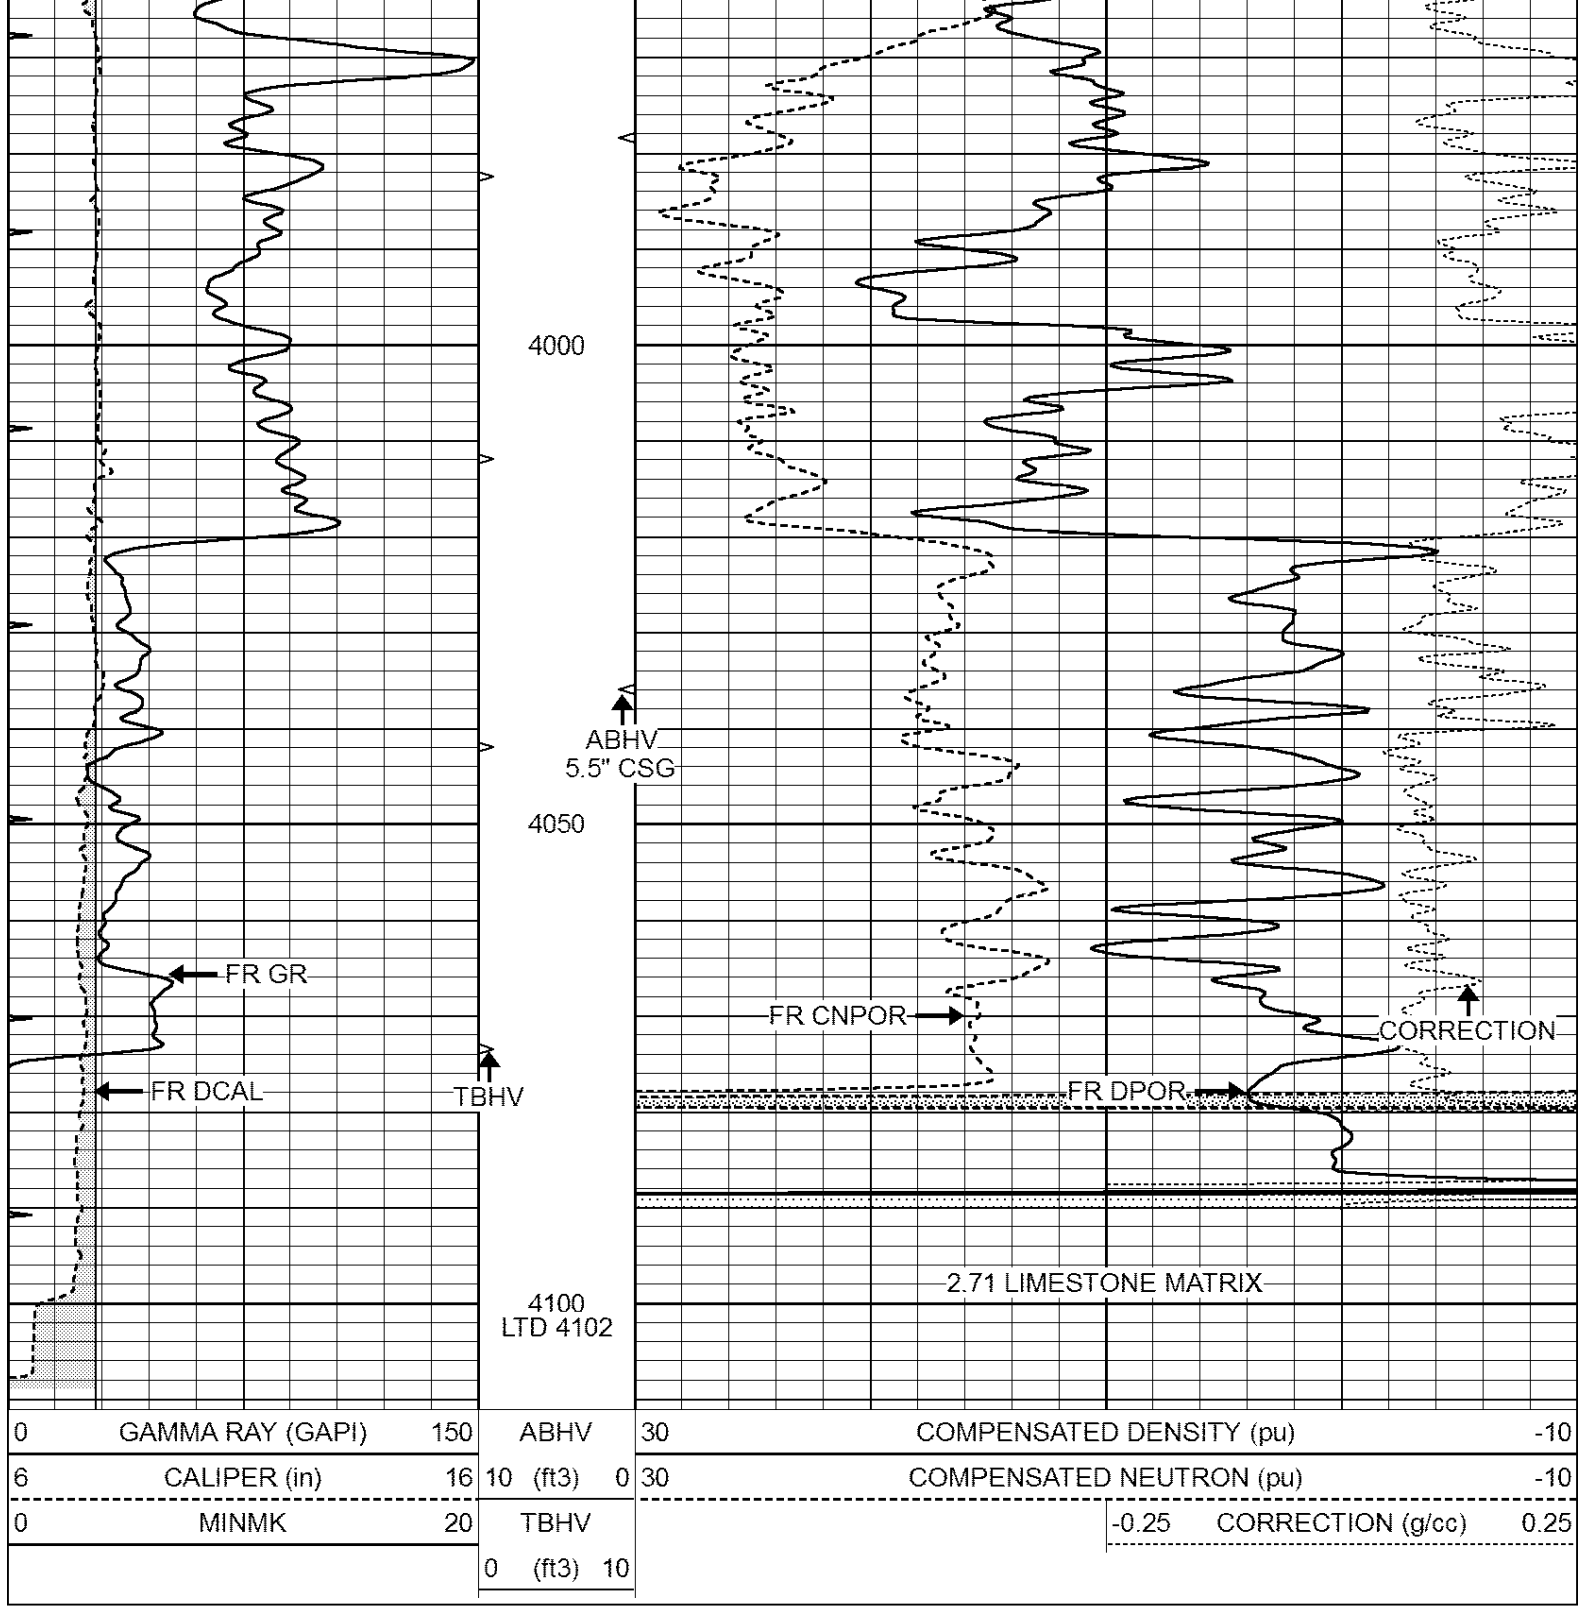 4000
ABHV
5.5" CSG
4050
FR GR
FR CNPOR
CORRECTION
FR DCAL
TBHV
FR DPOR
2.71 LIMESTONE MATRIX
4100
LTD 4102
0 GAMMA RAY (GAPI) 150 ABHV 30 COMPENSATED DENSITY (pu) -10
6 CALIPER (in) 16 10 (ft3) 0 30 COMPENSATED NEUTRON (pu) -10
0 MINMK 20 TBHV -0.25 CORRECTION (g/cc) 0.25
0 (ft3) 10